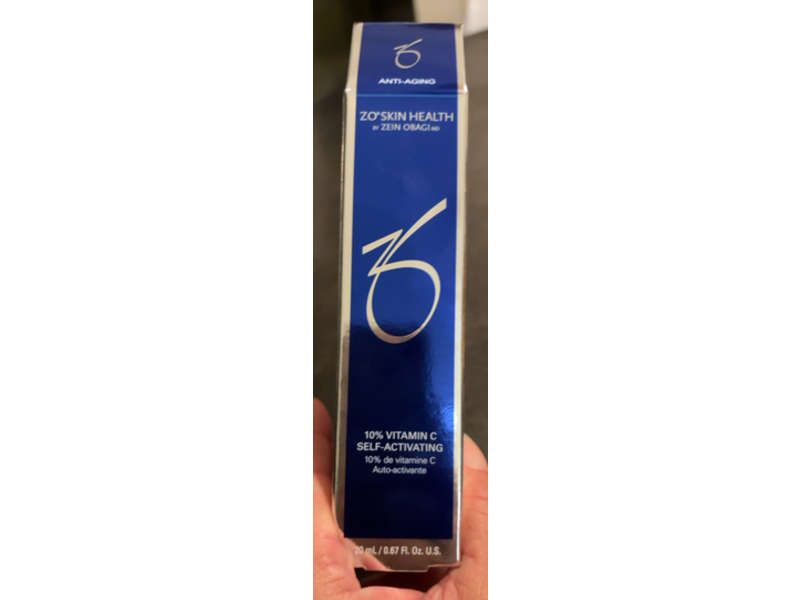 ANTI-AGING
ZO® SKIN HEALTH
BY ZEIN OBAGI MD
10% VITAMIN C
SELF-ACTIVATING
10% de vitamine C
Auto-activante
20 mL / 0.67 Fl. Oz. U.S.